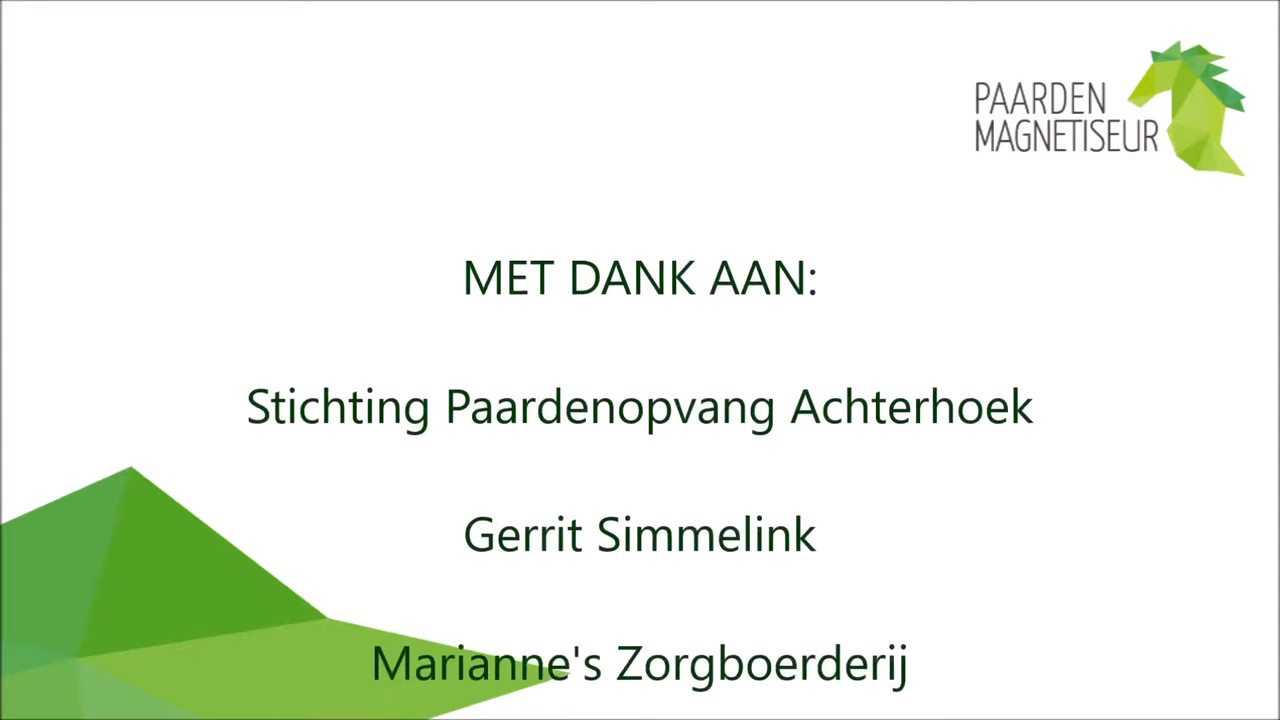 PAARDEN
MAGNETISEUR
MET DANK AAN:
Stichting Paardenopvang Achterhoek
Gerrit Simmelink
Marianne's Zorgboerderij